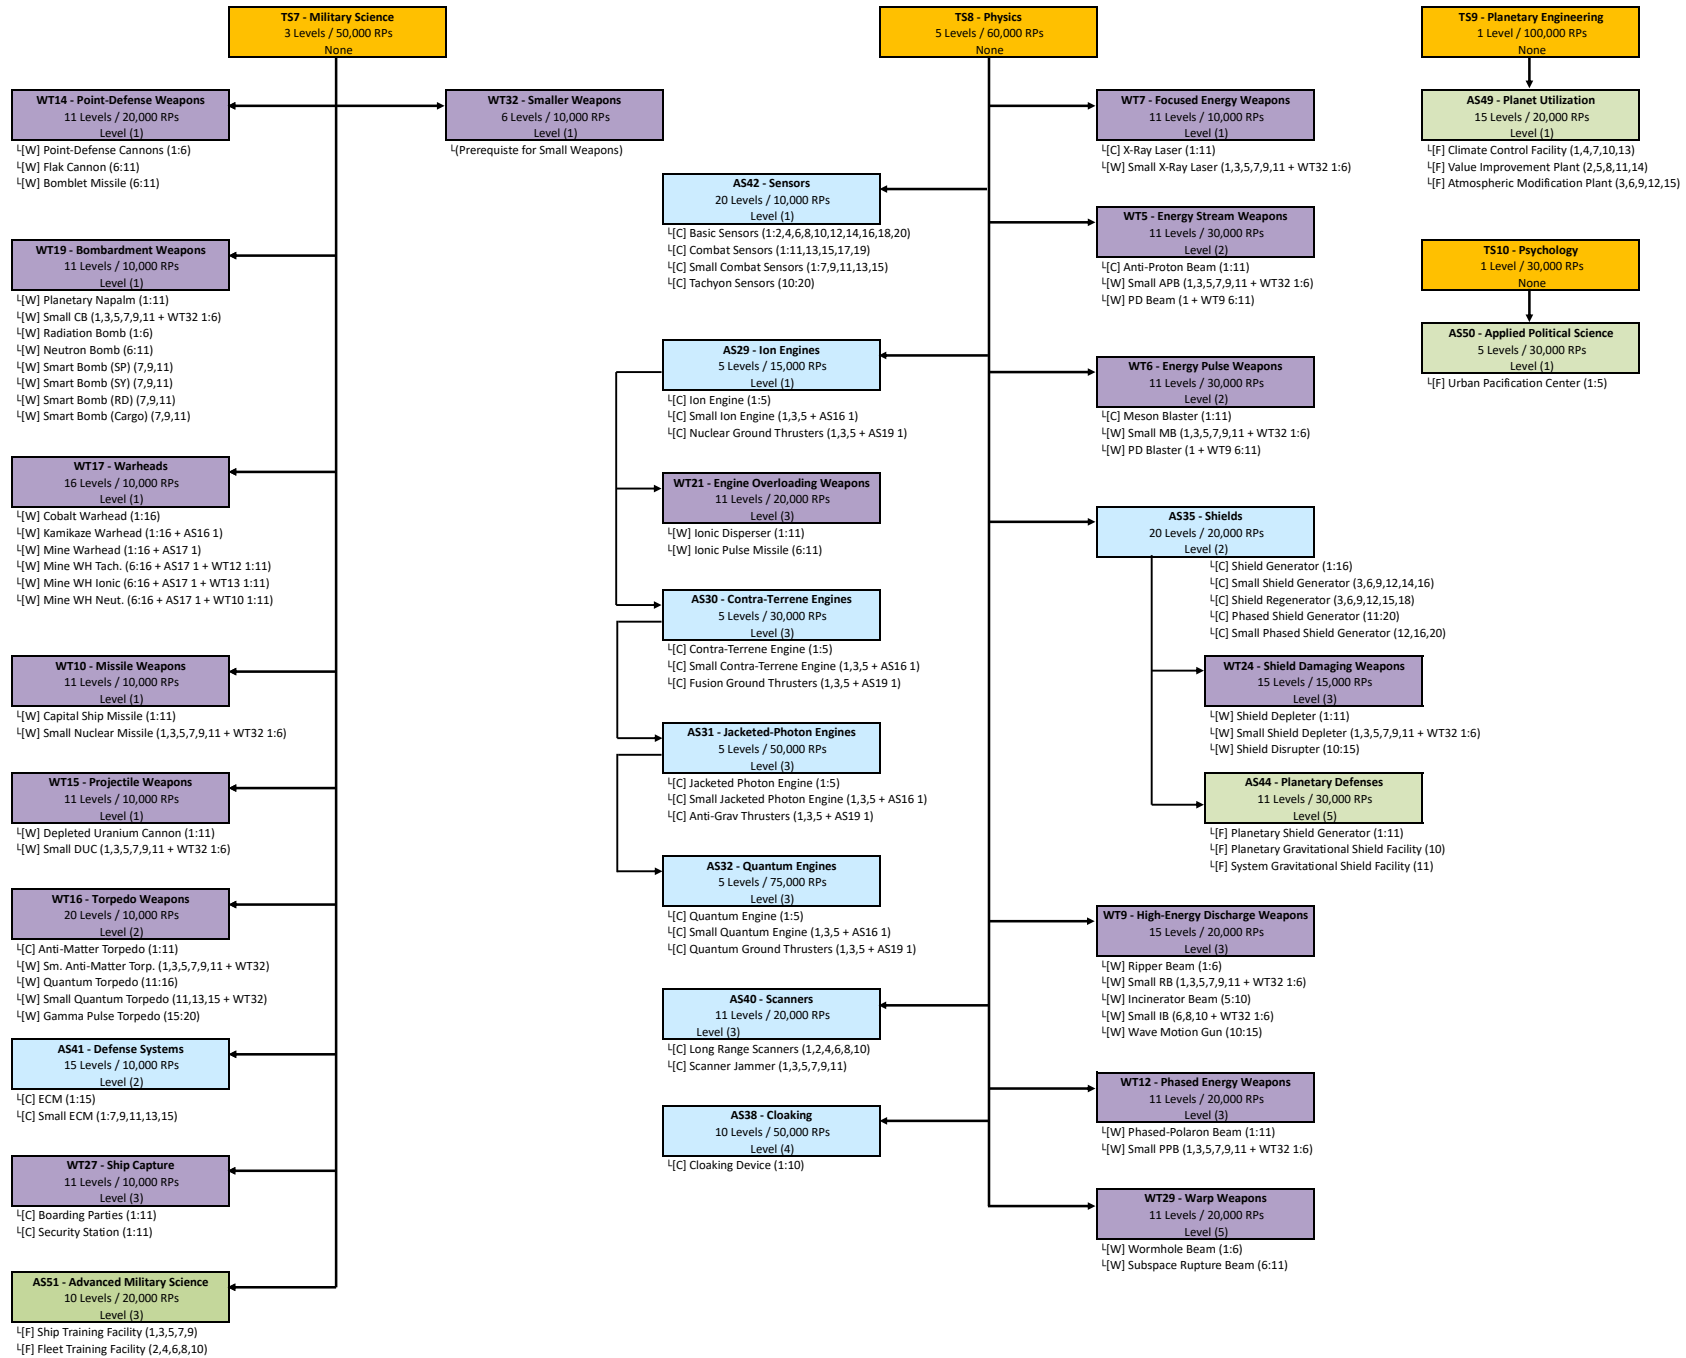 TS7 - Military Science
3 Levels / 50,000 RPs
None
WT14 - Point-Defense Weapons
11 Levels / 20,000 RPs
Level (1)
└[W] Point-Defense Cannons (1:6)
└[W] Flak Cannon (6:11)
└[W] Bomblet Missile (6:11)
WT32 - Smaller Weapons
6 Levels / 10,000 RPs
Level (1)
└(Prerequiste for Small Weapons)
WT19 - Bombardment Weapons
11 Levels / 10,000 RPs
Level (1)
└[W] Planetary Napalm (1:11)
└[W] Small CB (1,3,5,7,9,11 + WT32 1:6)
└[W] Radiation Bomb (1:6)
└[W] Neutron Bomb (6:11)
└[W] Smart Bomb (SP) (7,9,11)
└[W] Smart Bomb (SY) (7,9,11)
└[W] Smart Bomb (RD) (7,9,11)
└[W] Smart Bomb (Cargo) (7,9,11)
WT17 - Warheads
16 Levels / 10,000 RPs
Level (1)
└[W] Cobalt Warhead (1:16)
└[W] Kamikaze Warhead (1:16 + AS16 1)
└[W] Mine Warhead (1:16 + AS17 1)
└[W] Mine WH Tach. (6:16 + AS17 1 + WT12 1:11)
└[W] Mine WH Ionic (6:16 + AS17 1 + WT13 1:11)
└[W] Mine WH Neut. (6:16 + AS17 1 + WT10 1:11)
WT10 - Missile Weapons
11 Levels / 10,000 RPs
Level (1)
└[W] Capital Ship Missile (1:11)
└[W] Small Nuclear Missile (1,3,5,7,9,11 + WT32 1:6)
WT15 - Projectile Weapons
11 Levels / 10,000 RPs
Level (1)
└[W] Depleted Uranium Cannon (1:11)
└[W] Small DUC (1,3,5,7,9,11 + WT32 1:6)
WT16 - Torpedo Weapons
20 Levels / 10,000 RPs
Level (2)
└[C] Anti-Matter Torpedo (1:11)
└[W] Sm. Anti-Matter Torp. (1,3,5,7,9,11 + WT32)
└[W] Quantum Torpedo (11:16)
└[W] Small Quantum Torpedo (11,13,15 + WT32)
└[W] Gamma Pulse Torpedo (15:20)
AS41 - Defense Systems
15 Levels / 10,000 RPs
Level (2)
└[C] ECM (1:15)
└[C] Small ECM (1:7,9,11,13,15)
WT27 - Ship Capture
11 Levels / 10,000 RPs
Level (3)
└[C] Boarding Parties (1:11)
└[C] Security Station (1:11)
AS51 - Advanced Military Science
10 Levels / 20,000 RPs
Level (3)
└[F] Ship Training Facility (1,3,5,7,9)
└[F] Fleet Training Facility (2,4,6,8,10)
TS8 - Physics
5 Levels / 60,000 RPs
None
AS42 - Sensors
20 Levels / 10,000 RPs
Level (1)
└[C] Basic Sensors (1:2,4,6,8,10,12,14,16,18,20)
└[C] Combat Sensors (1:11,13,15,17,19)
└[C] Small Combat Sensors (1:7,9,11,13,15)
└[C] Tachyon Sensors (10:20)
AS29 - Ion Engines
5 Levels / 15,000 RPs
Level (1)
└[C] Ion Engine (1:5)
└[C] Small Ion Engine (1,3,5 + AS16 1)
└[C] Nuclear Ground Thrusters (1,3,5 + AS19 1)
WT21 - Engine Overloading Weapons
11 Levels / 20,000 RPs
Level (3)
└[W] Ionic Disperser (1:11)
└[W] Ionic Pulse Missile (6:11)
AS30 - Contra-Terrene Engines
5 Levels / 30,000 RPs
Level (3)
└[C] Contra-Terrene Engine (1:5)
└[C] Small Contra-Terrene Engine (1,3,5 + AS16 1)
└[C] Fusion Ground Thrusters (1,3,5 + AS19 1)
AS31 - Jacketed-Photon Engines
5 Levels / 50,000 RPs
Level (3)
└[C] Jacketed Photon Engine (1:5)
└[C] Small Jacketed Photon Engine (1,3,5 + AS16 1)
└[C] Anti-Grav Thrusters (1,3,5 + AS19 1)
AS32 - Quantum Engines
5 Levels / 75,000 RPs
Level (3)
└[C] Quantum Engine (1:5)
└[C] Small Quantum Engine (1,3,5 + AS16 1)
└[C] Quantum Ground Thrusters (1,3,5 + AS19 1)
AS40 - Scanners
11 Levels / 20,000 RPs
Level (3)
└[C] Long Range Scanners (1,2,4,6,8,10)
└[C] Scanner Jammer (1,3,5,7,9,11)
AS38 - Cloaking
10 Levels / 50,000 RPs
Level (4)
└[C] Cloaking Device (1:10)
WT7 - Focused Energy Weapons
11 Levels / 10,000 RPs
Level (1)
└[C] X-Ray Laser (1:11)
└[W] Small X-Ray Laser (1,3,5,7,9,11 + WT32 1:6)
WT5 - Energy Stream Weapons
11 Levels / 30,000 RPs
Level (2)
└[C] Anti-Proton Beam (1:11)
└[W] Small APB (1,3,5,7,9,11 + WT32 1:6)
└[W] PD Beam (1 + WT9 6:11)
WT6 - Energy Pulse Weapons
11 Levels / 30,000 RPs
Level (2)
└[C] Meson Blaster (1:11)
└[W] Small MB (1,3,5,7,9,11 + WT32 1:6)
└[W] PD Blaster (1 + WT9 6:11)
AS35 - Shields
20 Levels / 20,000 RPs
Level (2)
└[C] Shield Generator (1:16)
└[C] Small Shield Generator (3,6,9,12,14,16)
└[C] Shield Regenerator (3,6,9,12,15,18)
└[C] Phased Shield Generator (11:20)
└[C] Small Phased Shield Generator (12,16,20)
WT24 - Shield Damaging Weapons
15 Levels / 15,000 RPs
Level (3)
└[W] Shield Depleter (1:11)
└[W] Small Shield Depleter (1,3,5,7,9,11 + WT32 1:6)
└[W] Shield Disrupter (10:15)
AS44 - Planetary Defenses
11 Levels / 30,000 RPs
Level (5)
└[F] Planetary Shield Generator (1:11)
└[F] Planetary Gravitational Shield Facility (10)
└[F] System Gravitational Shield Facility (11)
WT9 - High-Energy Discharge Weapons
15 Levels / 20,000 RPs
Level (3)
└[W] Ripper Beam (1:6)
└[W] Small RB (1,3,5,7,9,11 + WT32 1:6)
└[W] Incinerator Beam (5:10)
└[W] Small IB (6,8,10 + WT32 1:6)
└[W] Wave Motion Gun (10:15)
WT12 - Phased Energy Weapons
11 Levels / 20,000 RPs
Level (3)
└[W] Phased-Polaron Beam (1:11)
└[W] Small PPB (1,3,5,7,9,11 + WT32 1:6)
WT29 - Warp Weapons
11 Levels / 20,000 RPs
Level (5)
└[W] Wormhole Beam (1:6)
└[W] Subspace Rupture Beam (6:11)
TS9 - Planetary Engineering
1 Level / 100,000 RPs
None
AS49 - Planet Utilization
15 Levels / 20,000 RPs
Level (1)
└[F] Climate Control Facility (1,4,7,10,13)
└[F] Value Improvement Plant (2,5,8,11,14)
└[F] Atmospheric Modification Plant (3,6,9,12,15)
TS10 - Psychology
1 Level / 30,000 RPs
None
AS50 - Applied Political Science
5 Levels / 30,000 RPs
Level (1)
└[F] Urban Pacification Center (1:5)